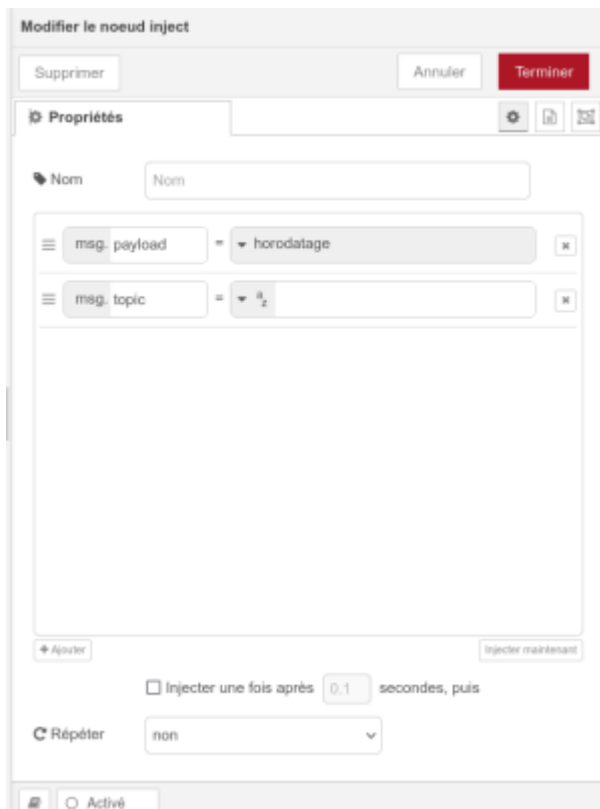 Modifier le noeud inject
Supprimer Annuler Terminer
Propriétés
Nom Nom
msg. payload = horodatage
msg. topic = a z
Ajouter Injecter maintenant
Injecter une fois après 0.1 secondes, puis
Répéter non
Activé